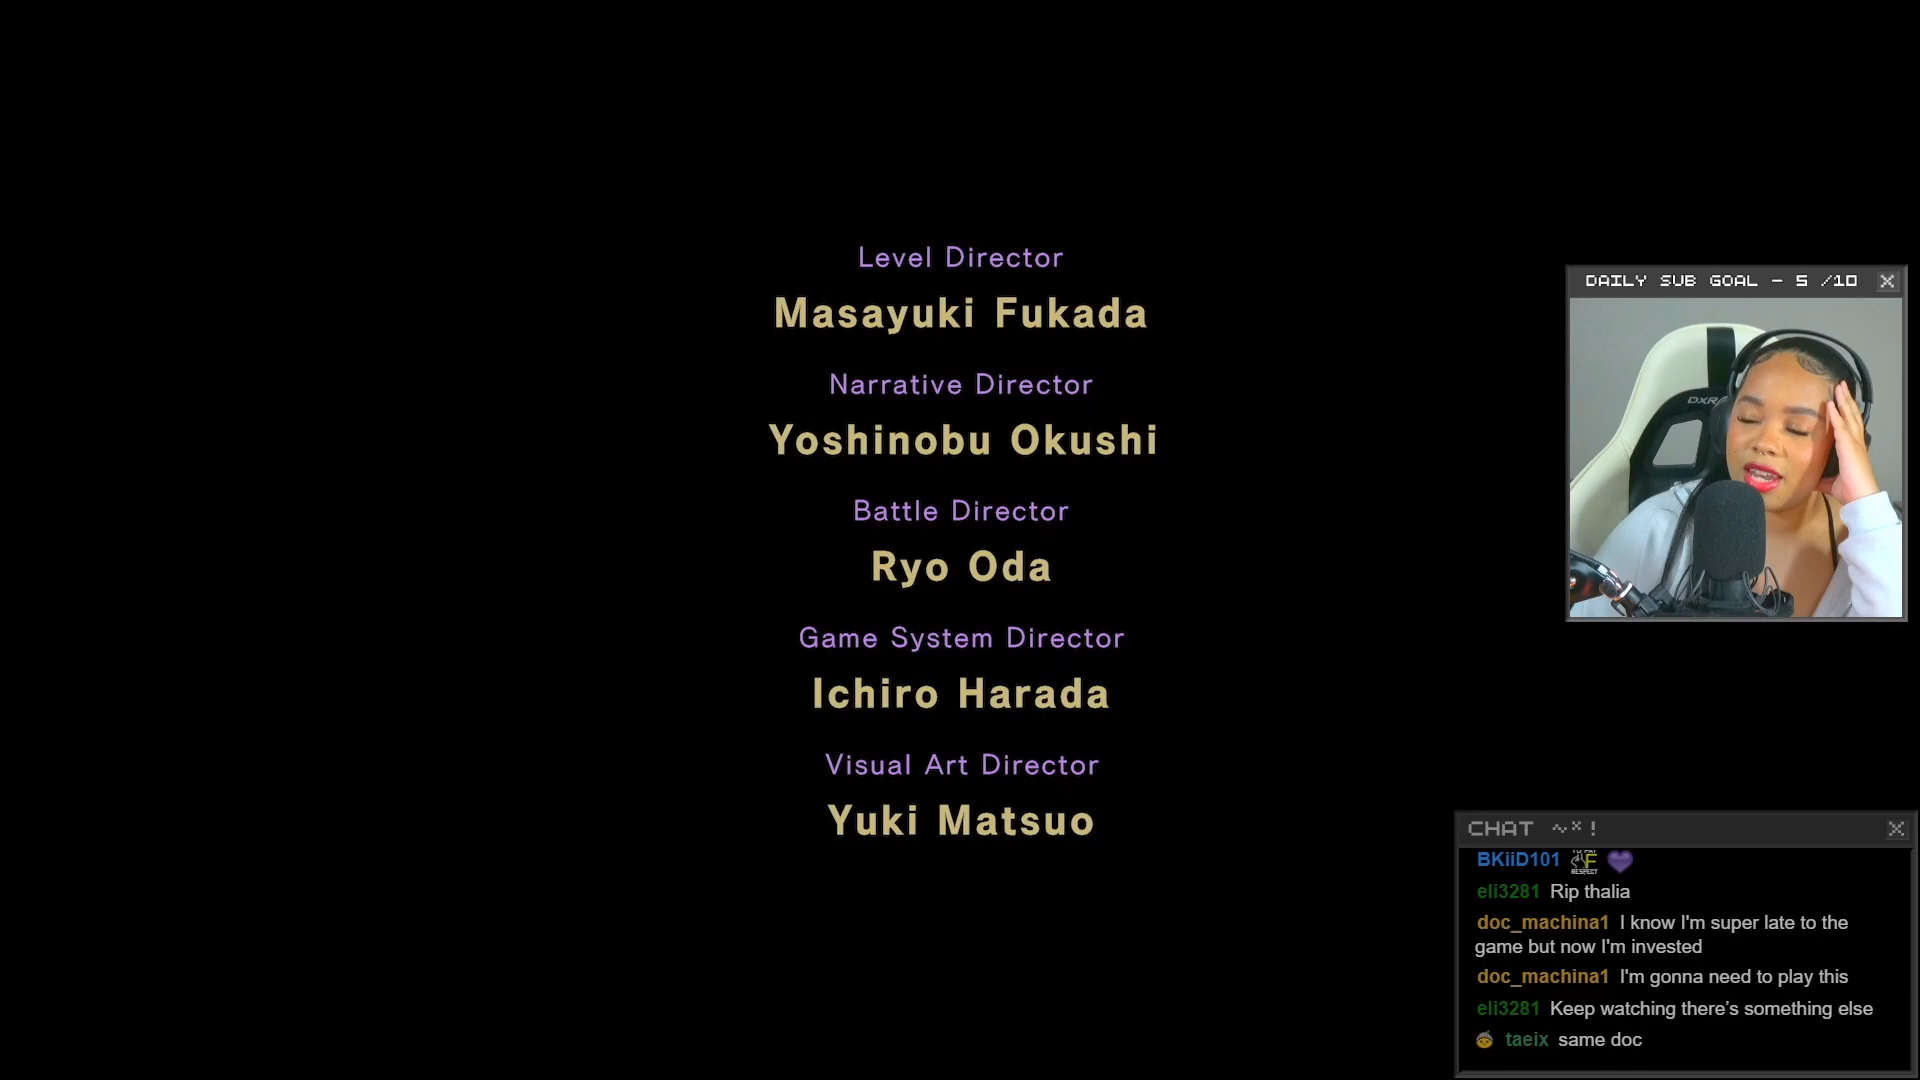 Level Director
Masayuki Fukada
Narrative Director
Yoshinobu Okushi
Battle Director
Ryo Oda
Game System Director
Ichiro Harada
Visual Art Director
Yuki Matsuo
DAILY SUB GOAL - 5 /10
DXR
CHAT ~*!
BKiiD101 F RESPECT
eli3281 Rip thalia
doc_machina1 I know I'm super late to the
game but now I'm invested
doc_machina1 I'm gonna need to play this
eli3281 Keep watching there's something else
taeix same doc